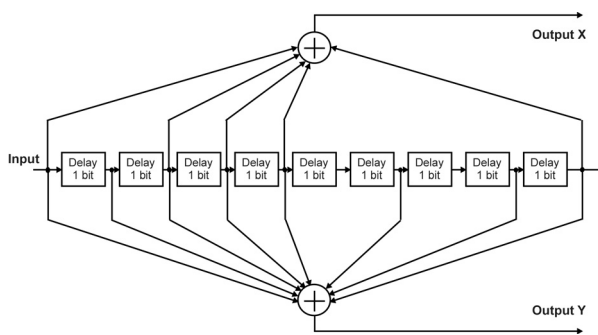 Output X
Input
Delay Delay Delay Delay Delay Delay Delay Delay Delay
1 bit 1 bit 1 bit 1 bit 1 bit 1 bit 1 bit 1 bit 1 bit
Output Y